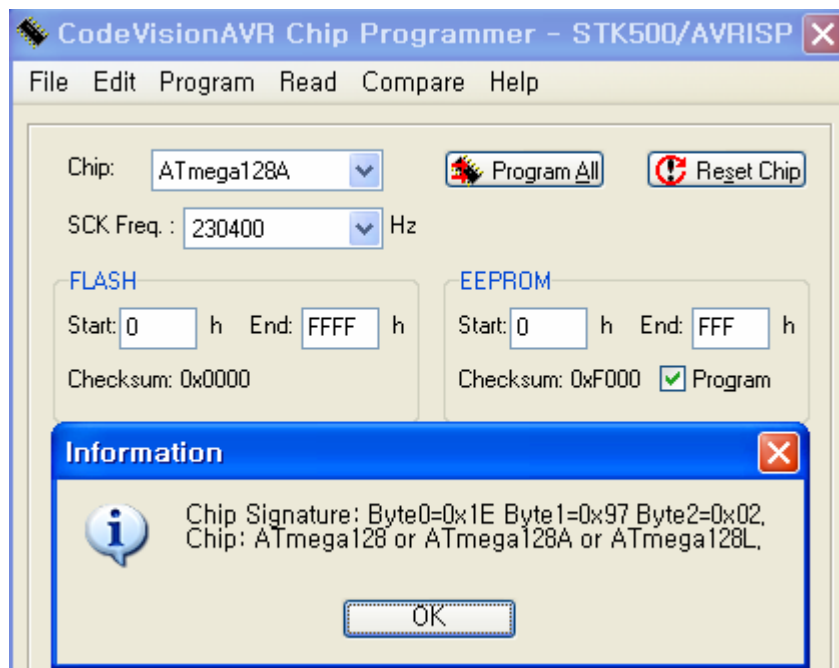 CodeVisionAVR Chip Programmer - STK500/AVRISP
File Edit Program Read Compare Help
Chip: ATmega128A Program All Reset Chip
SCK Freq. : 230400 Hz
FLASH EEPROM
Start: 0 h End: FFFF h Start: 0 h End: FFF h
Checksum: 0x0000 Checksum: 0xF000 Program
Information
Chip Signature: Byte0=0x1E Byte1=0x97 Byte2=0x02,
Chip: ATmega128 or ATmega128A or ATmega128L,
OK